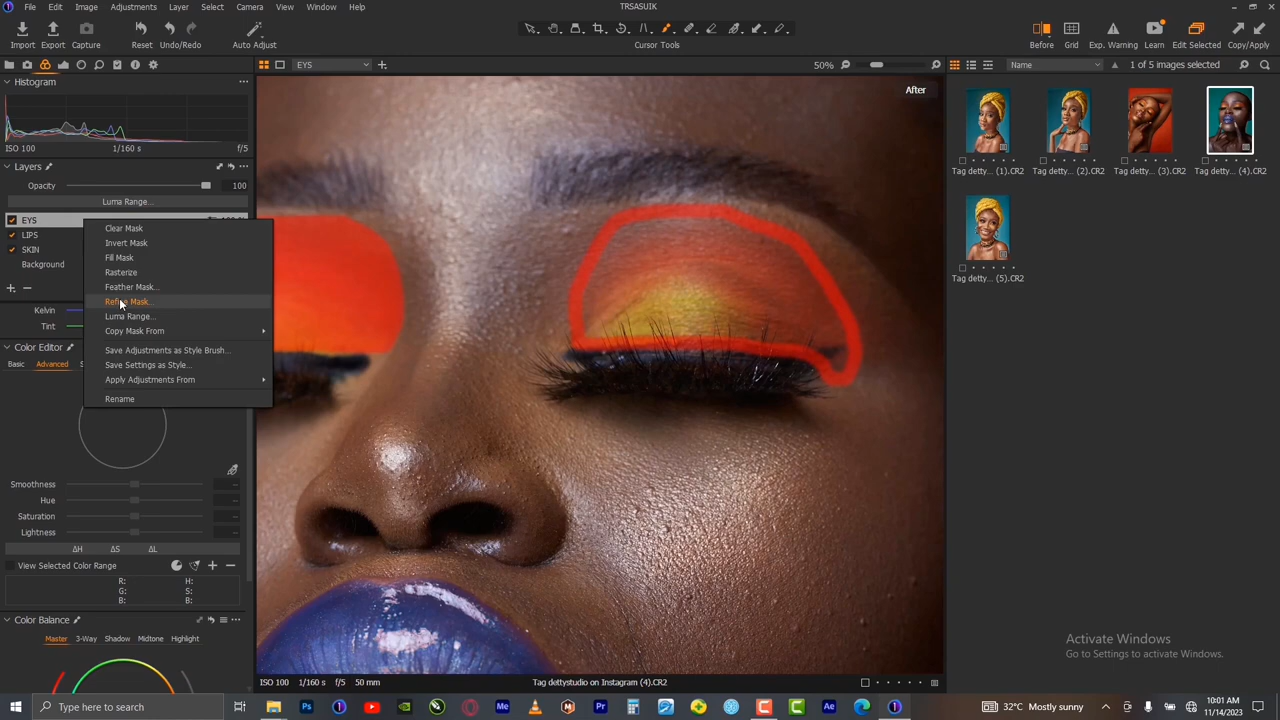 File Edit Adjustments Layer Select Camera View Window Help
TRSASUIK
Import Export Capture Reset Undo/Redo Auto Adjust Cursor Tools Before Grid Exp. Warning Learn Edit Selected Copy/Apply
EYS
50%
Name
1 of 5 images selected
After
Histogram
ISO 100 1/160 s f/5
Layers
Opacity 100
Luma Range...
EYS
LIPS
SKIN
Background
Clear Mask
Invert Mask
Fill Mask
Rasterize
Feather Mask...
Refine Mask...
Luma Range...
Copy Mask From
Save Adjustments as Style Brush...
Save Settings as Style...
Apply Adjustments From
Rename
Kelvin
Tint
Color Editor
Basic Advanced
Smoothness
Hue
Saturation
Lightness
ΔH ΔS ΔL
View Selected Color Range
R: H:
G: S:
B: B:
Color Balance
Master 3-Way Shadow Midtone Highlight
Tag detty... (1).CR2 Tag detty... (2).CR2 Tag detty... (3).CR2 Tag detty... (4).CR2
Tag detty... (5).CR2
Activate Windows
Go to Settings to activate Windows.
ISO 100 1/160 s f/5 50 mm Tag dettystudio on Instagram (4).CR2
Type here to search
32°C Mostly sunny
10:01 AM
11/14/2023